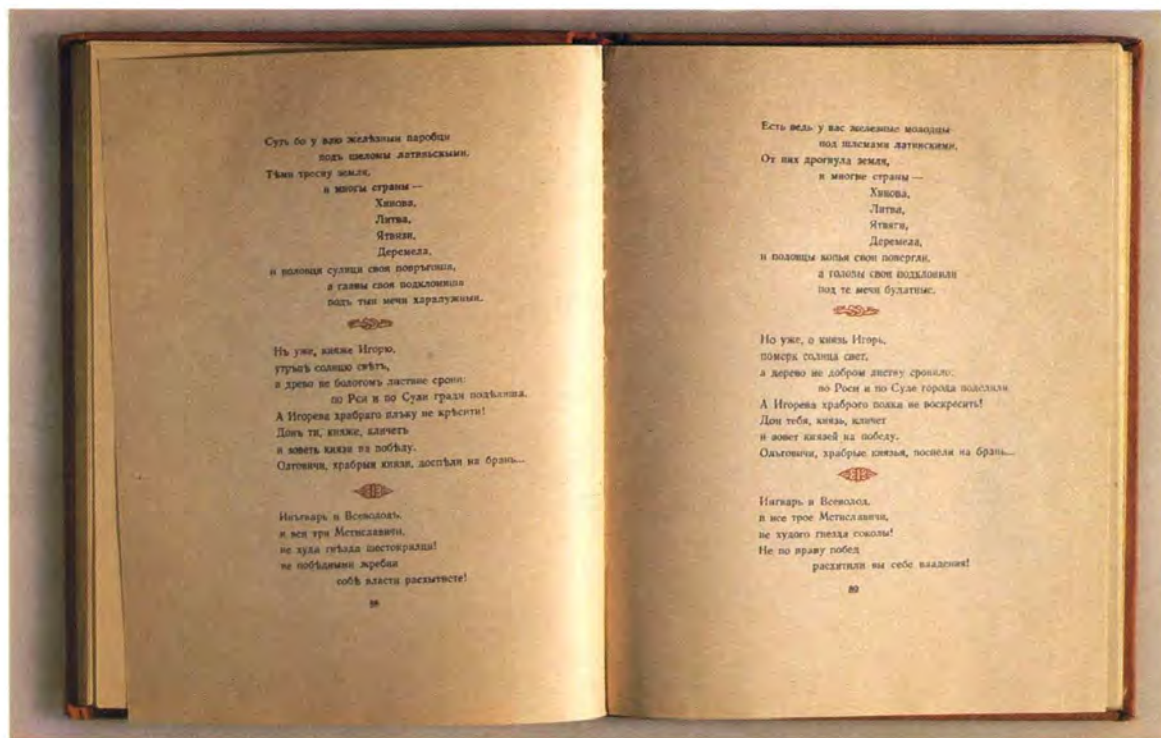 Суть бо у ваю желѣзныи паробци
подъ шеломы латиньскыми.
Тѣми тресну земля,
и многы страны —
Хинова,
Литва,
Ятвязи,
Деремела,
и половци сулици своя повръгоша,
а главы своя подклониша
подъ тыи мечи харалужныи.
Нъ уже, княже Игорю,
утръпѣ солнцю свѣтъ,
а древо не бологомъ листвие срони:
по Рси и по Сули гради подѣлиша.
А Игорева храбраго плъку не крѣсити!
Донъ ти, княже, кличетъ
и зоветь князи на побѣду.
Олговичи, храбрыи князи, доспѣли на брань...
Инъгварь и Всеволодъ,
и вси три Мстиславичи,
не худа гнѣзда шестокрилци!
не побѣдными жребии
собѣ власти расхытисте!
88
Есть ведь у вас железные молодцы
под шлемами латинскими.
От них дрогнула земля,
и многие страны —
Хинова,
Литва,
Ятвяги,
Деремела,
и половцы копья свои повергли,
а головы свои подклонили
под те мечи булатные.
Но уже, о князь Игорь,
померк солнца свет,
а дерево не добром листву сронило:
по Роси и по Суле города поделили.
А Игорева храброго полка не воскресить!
Дон тебя, князь, кличет
и зовет князей на победу.
Ольговичи, храбрые князья, поспели на брань...
Ингварь и Всеволод,
и все трое Мстиславичи,
не худого гнезда соколы!
Не по праву побед
расхитили вы себе владения!
89